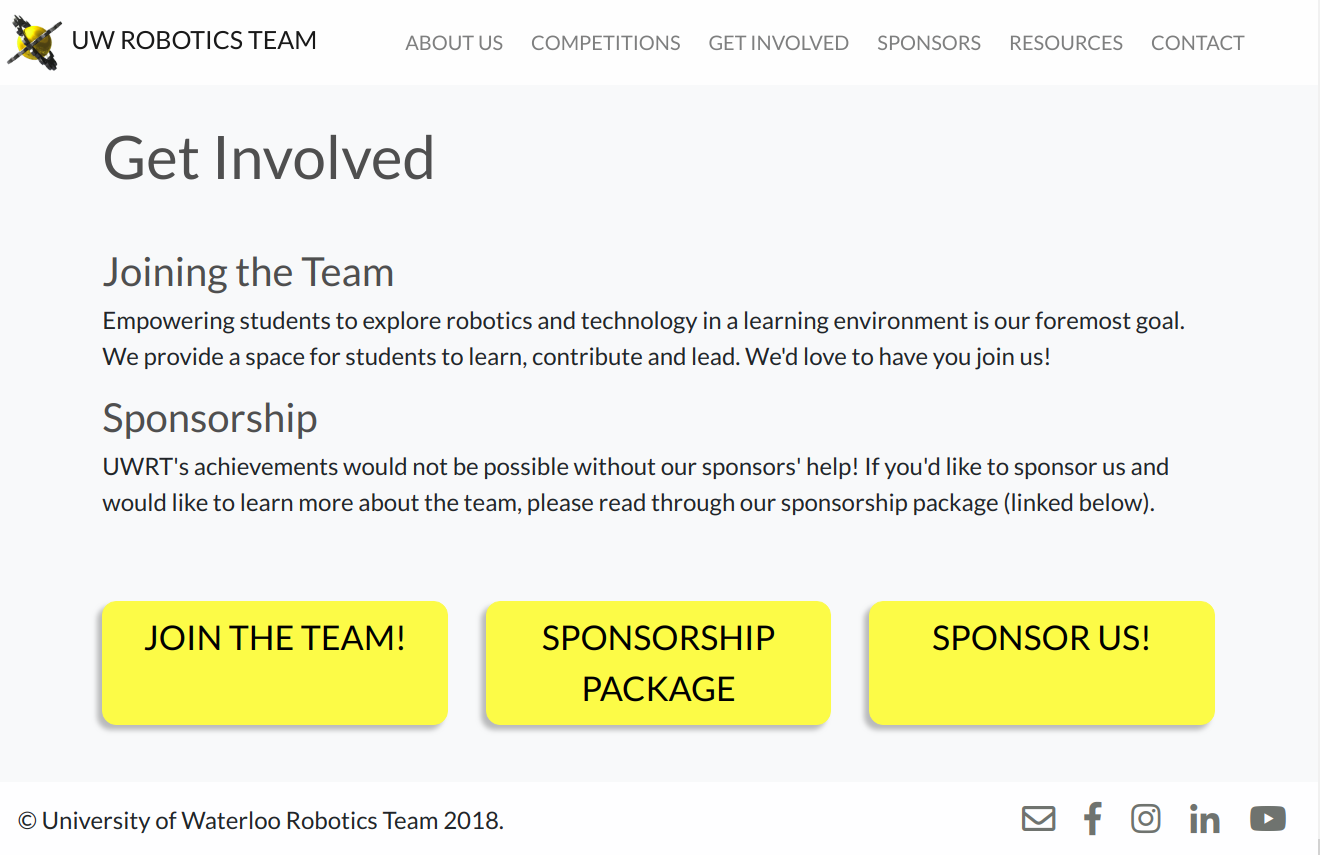 UW ROBOTICS TEAM
ABOUT US COMPETITIONS GET INVOLVED SPONSORS RESOURCES CONTACT
Get Involved
Joining the Team
Empowering students to explore robotics and technology in a learning environment is our foremost goal.
We provide a space for students to learn, contribute and lead. We'd love to have you join us!
Sponsorship
UWRT's achievements would not be possible without our sponsors' help! If you'd like to sponsor us and
would like to learn more about the team, please read through our sponsorship package (linked below).
JOIN THE TEAM!
SPONSORSHIP
PACKAGE
SPONSOR US!
© University of Waterloo Robotics Team 2018.